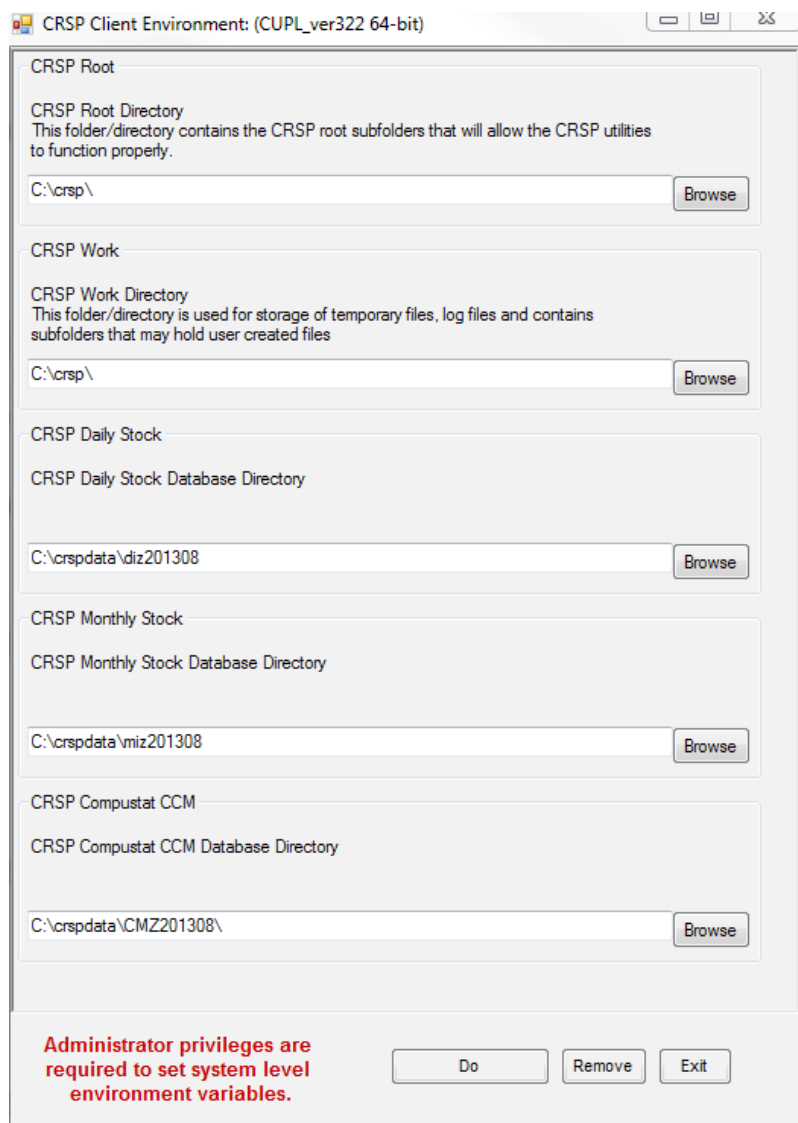 CRSP Client Environment: (CUPL_ver322 64-bit)
CRSP Root
CRSP Root Directory
This folder/directory contains the CRSP root subfolders that will allow the CRSP utilities
to function properly.
C:\crsp\
Browse
CRSP Work
CRSP Work Directory
This folder/directory is used for storage of temporary files, log files and contains
subfolders that may hold user created files
C:\crsp\
Browse
CRSP Daily Stock
CRSP Daily Stock Database Directory
C:\crspdata\diz201308
Browse
CRSP Monthly Stock
CRSP Monthly Stock Database Directory
C:\crspdata\miz201308
Browse
CRSP Compustat CCM
CRSP Compustat CCM Database Directory
C:\crspdata\CMZ201308\
Browse
Administrator privileges are
required to set system level
environment variables.
Do
Remove
Exit